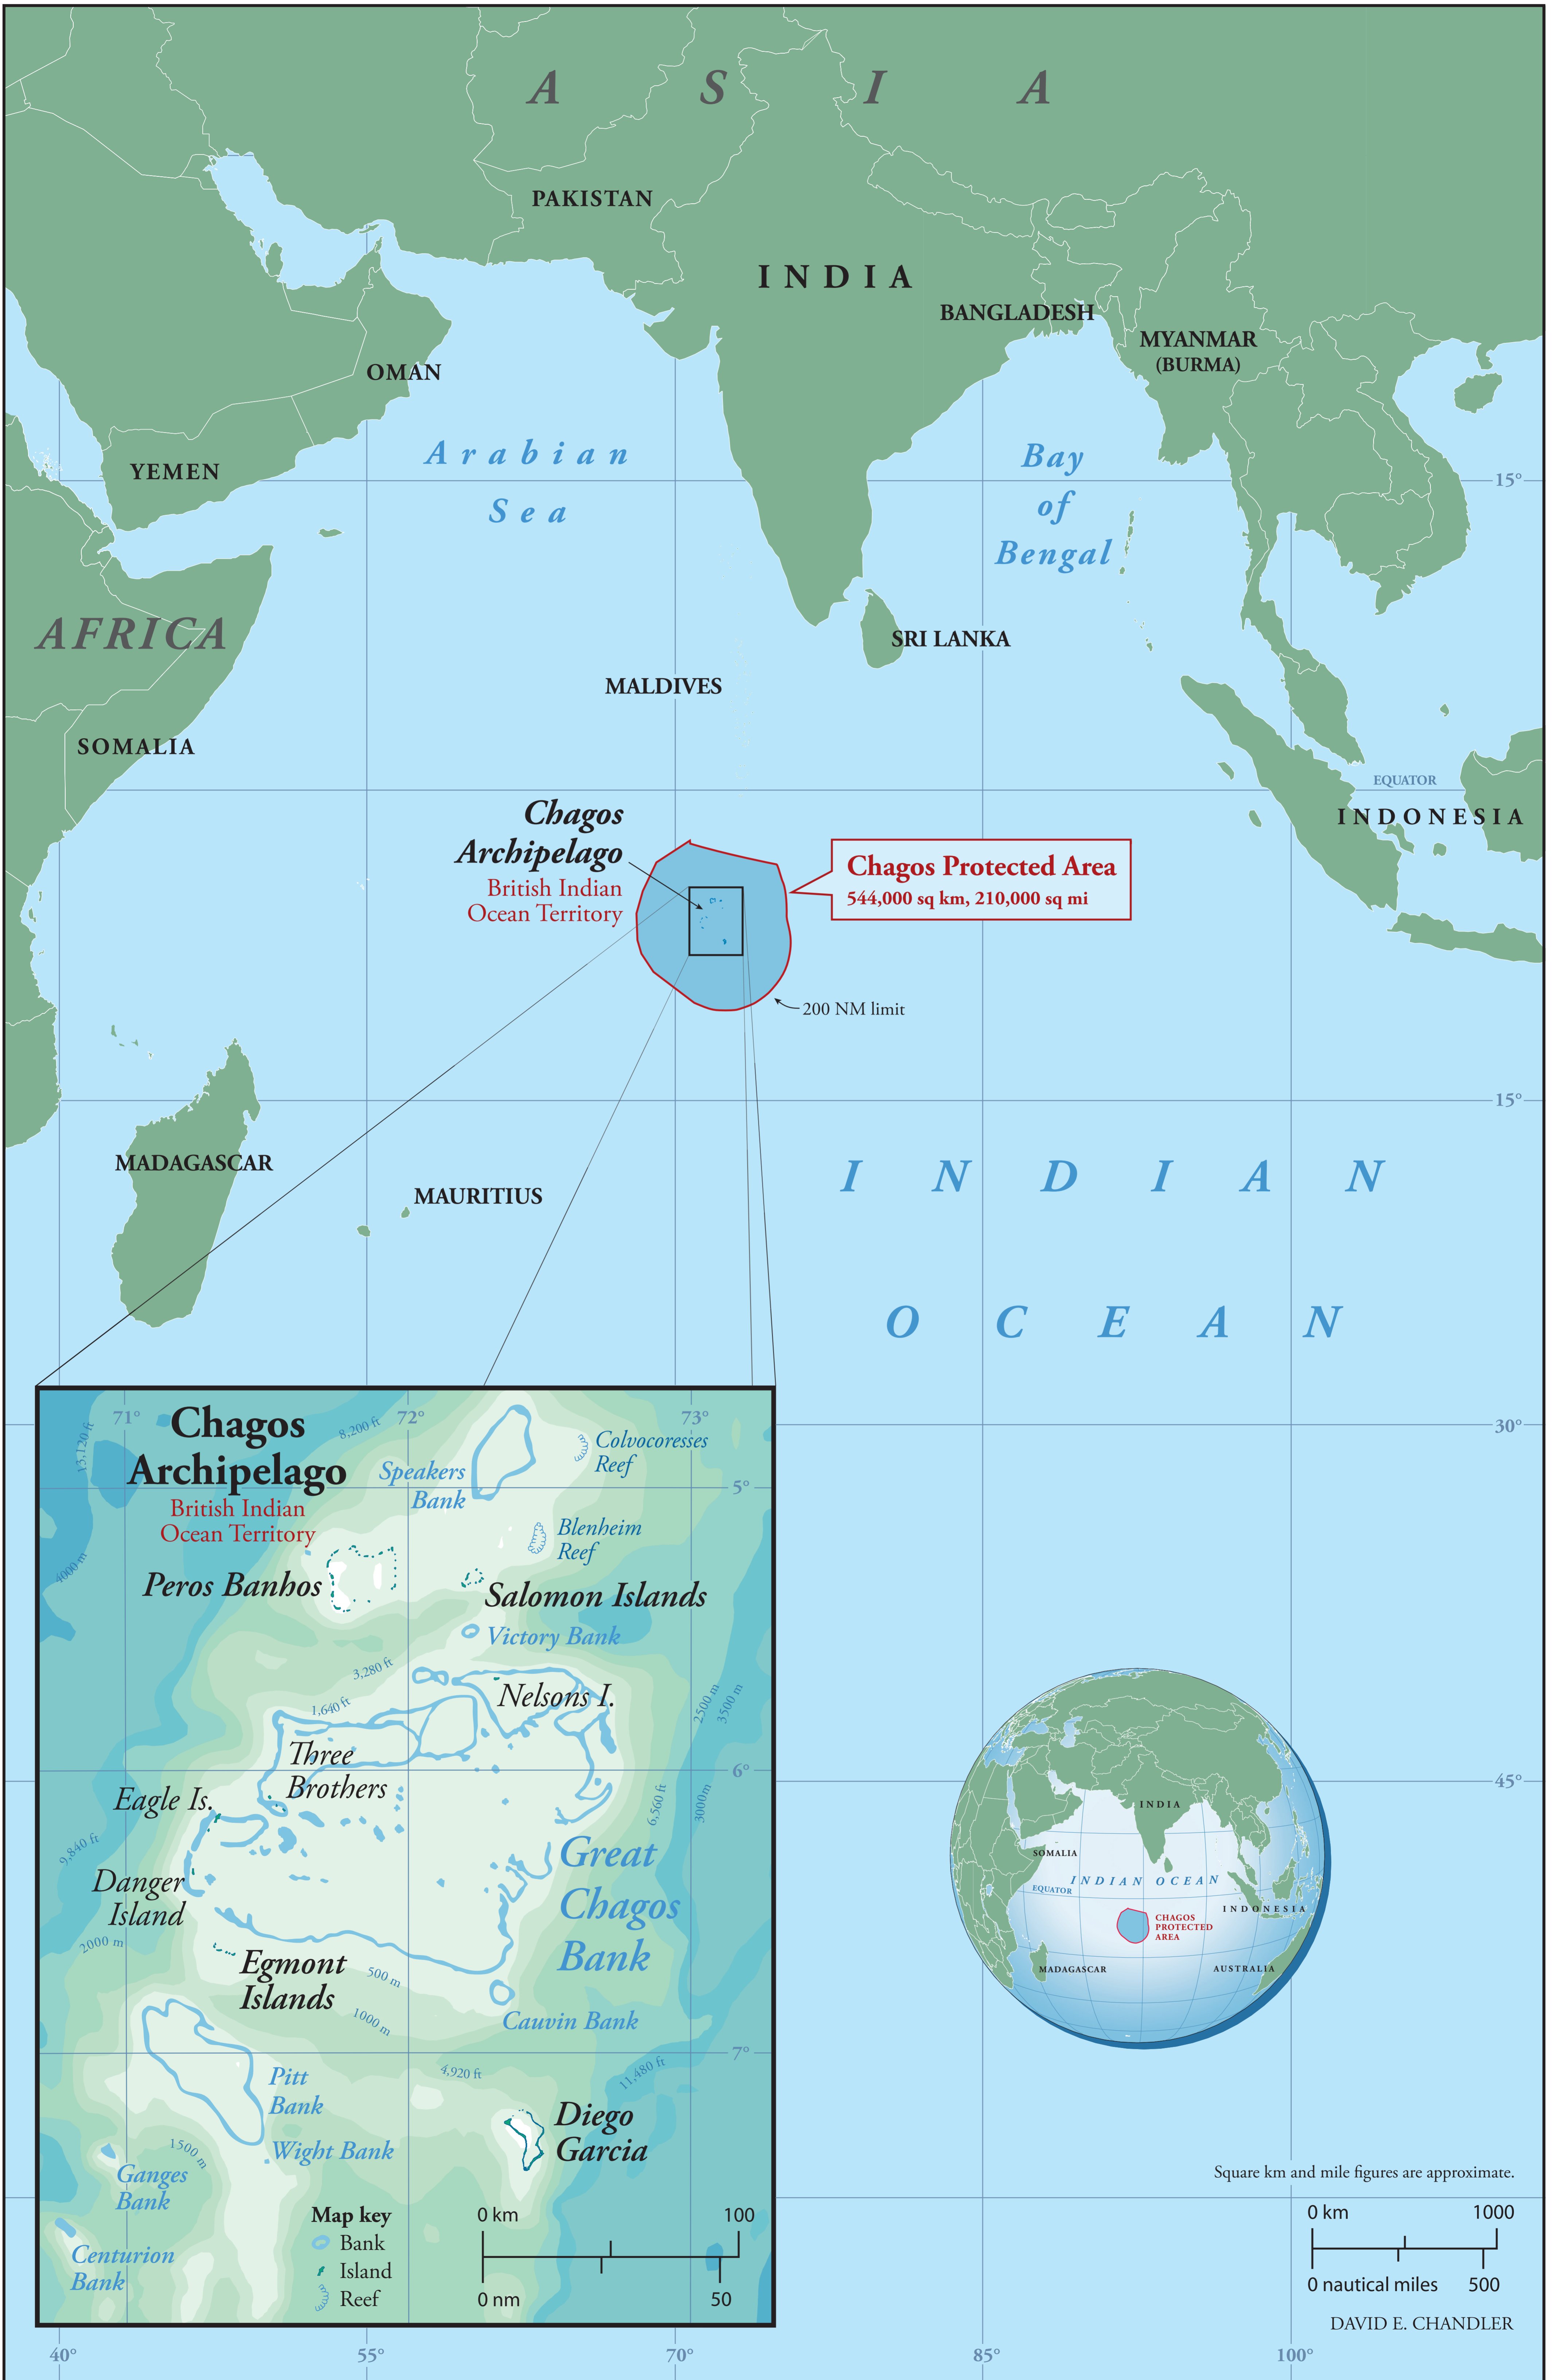 A S I A
PAKISTAN
INDIA
BANGLADESH
MYANMAR
(BURMA)
OMAN
Arabian
Sea
Bay
of
Bengal
YEMEN
15°
AFRICA
SRI LANKA
MALDIVES
SOMALIA
EQUATOR
INDONESIA
Chagos
Archipelago
British Indian
Ocean Territory
Chagos Protected Area
544,000 sq km, 210,000 sq mi
200 NM limit
15°
MADAGASCAR
MAURITIUS
I N D I A N
O C E A N
30°
45°
71°
72°
73°
Chagos
Archipelago
British Indian
Ocean Territory
13,120 ft
8,200 ft
Speakers
Bank
Colvocoresses
Reef
5°
Blenheim
Reef
4000 m
Peros Banhos
Salomon Islands
Victory Bank
3,280 ft
1,640 ft
Nelsons I.
2500 m
3500 m
Three
Brothers
6°
Eagle Is.
6,560 ft
3000m
9,840 ft
Great
Chagos
Bank
Danger
Island
2000 m
Egmont
Islands
500 m
1000 m
Cauvin Bank
7°
4,920 ft
11,480 ft
Pitt
Bank
Diego
Garcia
1500 m
Wight Bank
Ganges
Bank
Centurion
Bank
Map key
Bank
Island
Reef
0 km 100
0 nm 50
INDIA
SOMALIA
INDIAN OCEAN
EQUATOR
INDONESIA
CHAGOS
PROTECTED
AREA
MADAGASCAR
AUSTRALIA
Square km and mile figures are approximate.
0 km 1000
0 nautical miles 500
DAVID E. CHANDLER
40° 55° 70° 85° 100°